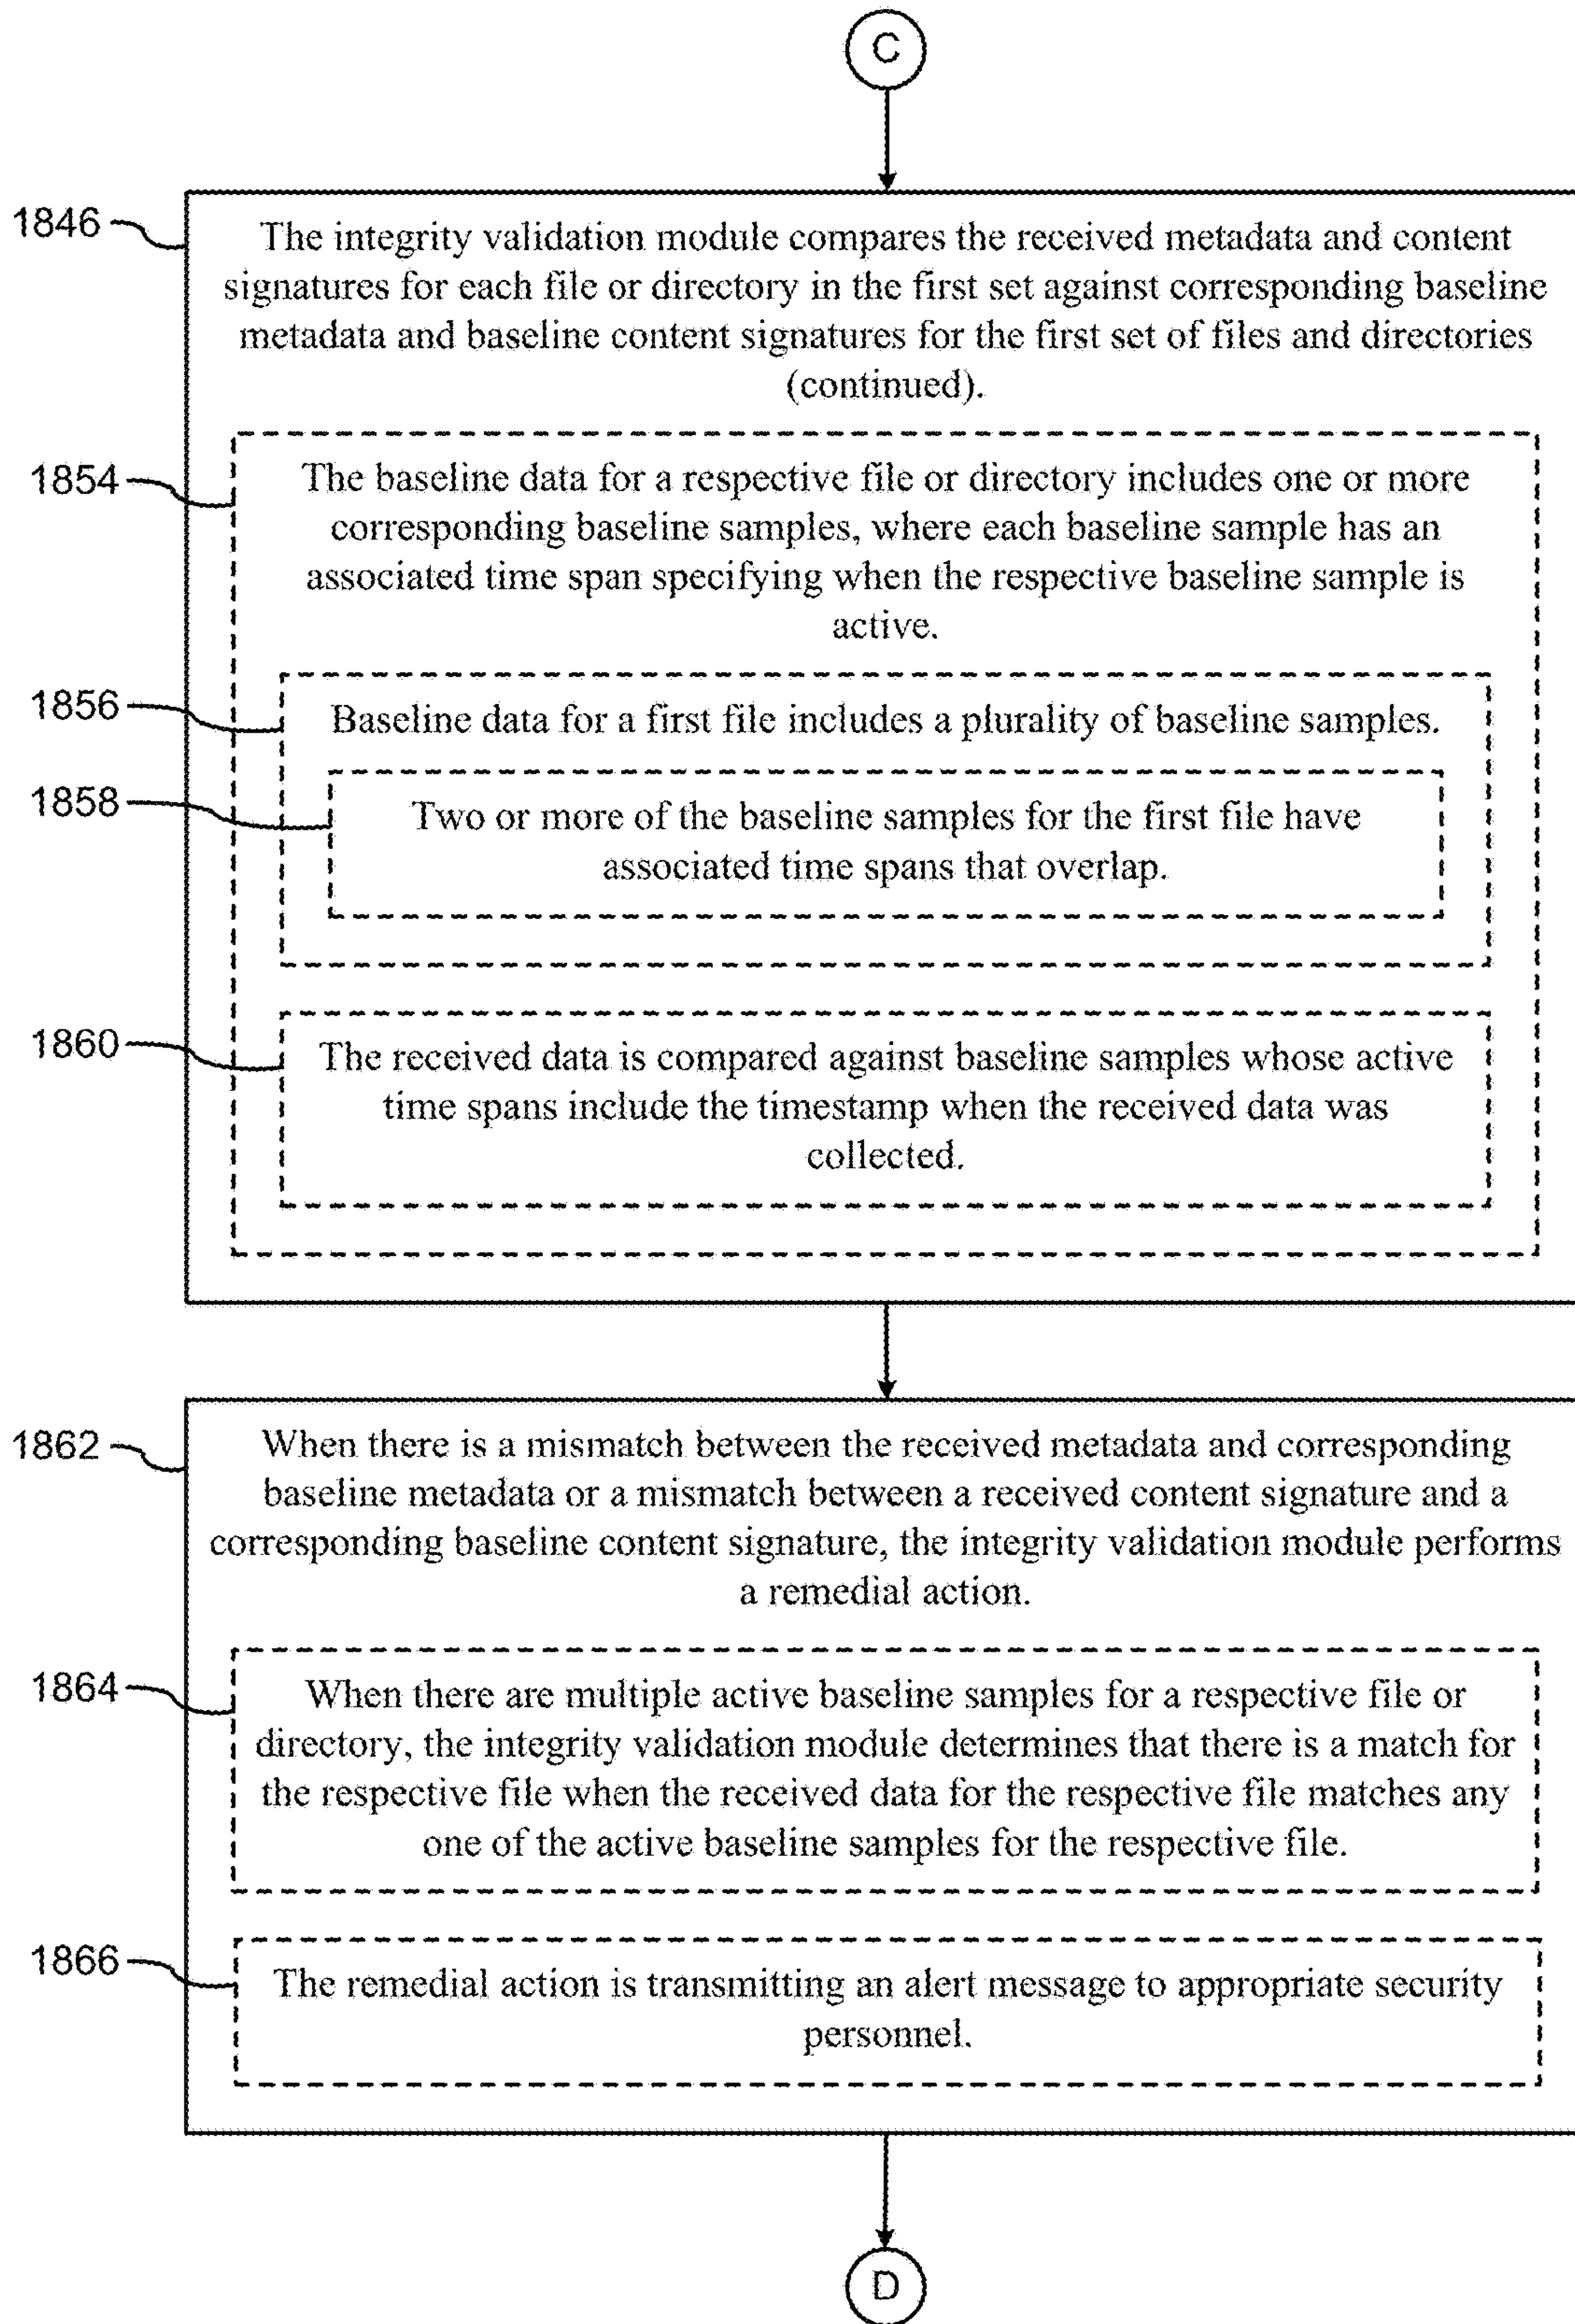 C
1846
The integrity validation module compares the received metadata and content
signatures for each file or directory in the first set against corresponding baseline
metadata and baseline content signatures for the first set of files and directories
(continued).
1854
The baseline data for a respective file or directory includes one or more
corresponding baseline samples, where each baseline sample has an
associated time span specifying when the respective baseline sample is
active.
1856
Baseline data for a first file includes a plurality of baseline samples.
1858
Two or more of the baseline samples for the first file have
associated time spans that overlap.
1860
The received data is compared against baseline samples whose active
time spans include the timestamp when the received data was
collected.
1862
When there is a mismatch between the received metadata and corresponding
baseline metadata or a mismatch between a received content signature and a
corresponding baseline content signature, the integrity validation module performs
a remedial action.
1864
When there are multiple active baseline samples for a respective file or
directory, the integrity validation module determines that there is a match for
the respective file when the received data for the respective file matches any
one of the active baseline samples for the respective file.
1866
The remedial action is transmitting an alert message to appropriate security
personnel.
D